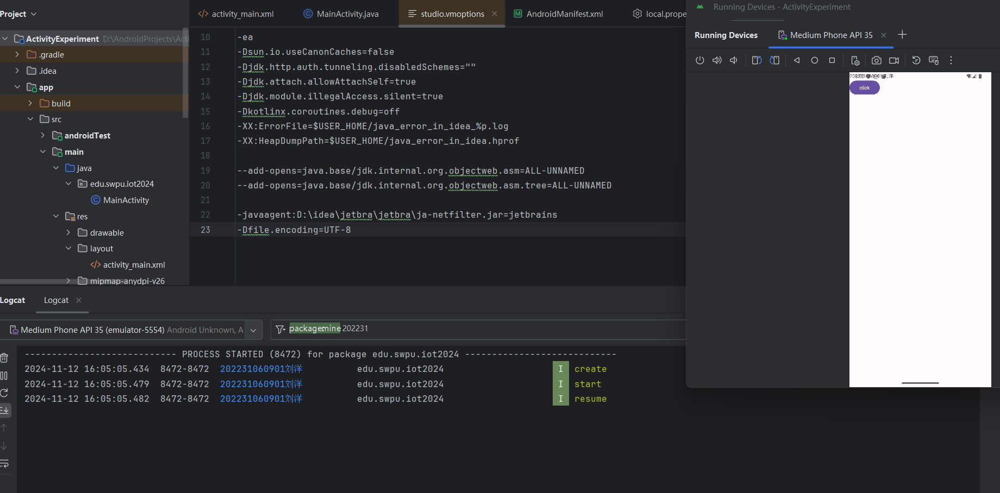 Project
activity_main.xml
MainActivity.java
studio.vmoptions
AndroidManifest.xml
local.prope
ActivityExperiment D:\AndroidProjects\Acti
.gradle
.idea
app
build
src
androidTest
main
java
edu.swpu.iot2024
MainActivity
res
drawable
layout
activity_main.xml
mipmap-anydpi-v26
10 -ea
11 -Dsun.io.useCanonCaches=false
12 -Djdk.http.auth.tunneling.disabledSchemes=""
13 -Djdk.attach.allowAttachSelf=true
14 -Djdk.module.illegalAccess.silent=true
15 -Dkotlinx.coroutines.debug=off
16 -XX:ErrorFile=$USER_HOME/java_error_in_idea_%p.log
17 -XX:HeapDumpPath=$USER_HOME/java_error_in_idea.hprof
18
19 --add-opens=java.base/jdk.internal.org.objectweb.asm=ALL-UNNAMED
20 --add-opens=java.base/jdk.internal.org.objectweb.asm.tree=ALL-UNNAMED
21
22 -javaagent:D:\idea\jetbra\jetbra\ja-netfilter.jar=jetbrains
23 -Dfile.encoding=UTF-8
Running Devices - ActivityExperiment
Running Devices
Medium Phone API 35
click
Logcat
Logcat
Medium Phone API 35 (emulator-5554) Android Unknown, A
package:mine 202231
---------------------------- PROCESS STARTED (8472) for package edu.swpu.iot2024 ----------------------------
2024-11-12 16:05:05.434 8472-8472 202231060901刘洋 edu.swpu.iot2024 I create
2024-11-12 16:05:05.479 8472-8472 202231060901刘洋 edu.swpu.iot2024 I start
2024-11-12 16:05:05.482 8472-8472 202231060901刘洋 edu.swpu.iot2024 I resume